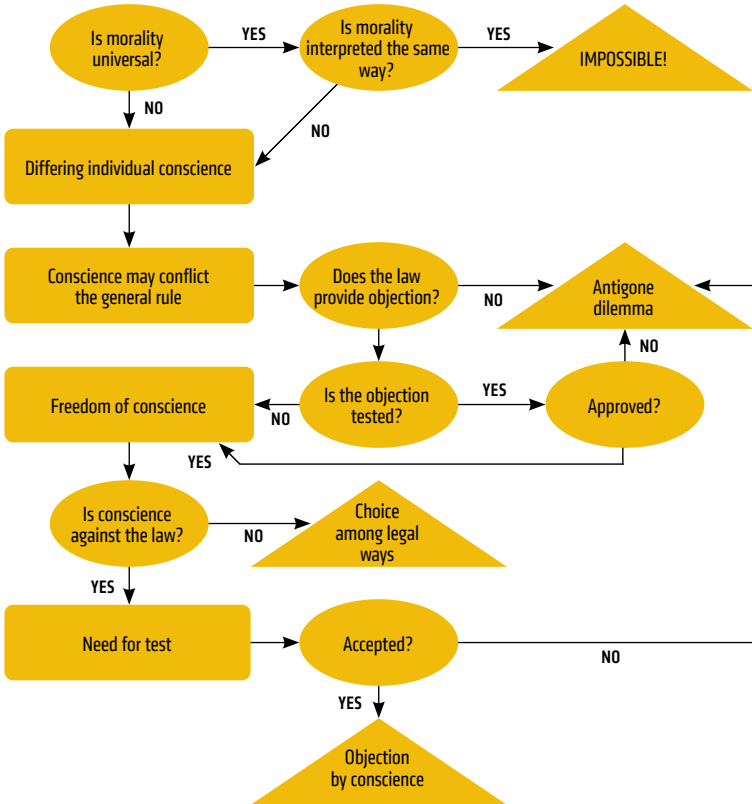 Is morality
universal?
YES
Is morality
interpreted the same
way?
YES
IMPOSSIBLE!
NO
NO
Differing individual conscience
Conscience may conflict
the general rule
Does the law
provide objection?
NO
Antigone
dilemma
NO
Freedom of conscience
NO
Is the objection
tested?
YES
Approved?
YES
Is conscience
against the law?
NO
Choice
among legal
ways
YES
Need for test
Accepted?
NO
YES
Objection
by conscience